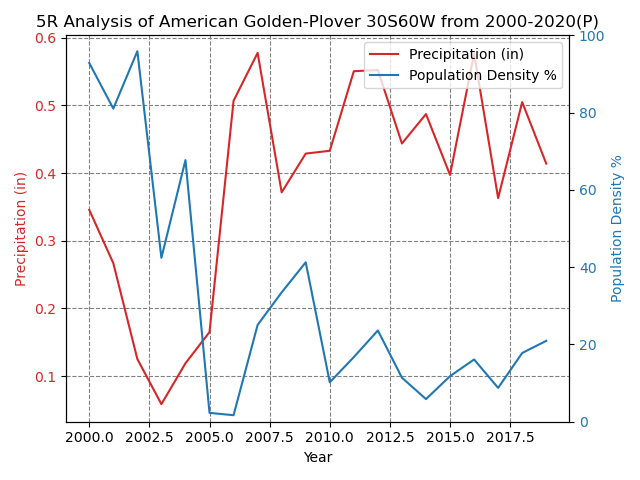 5R Analysis of American Golden-Plover 30S60W from 2000-2020(P)
Precipitation (in)
Population Density %
0.6
0.5
0.4
0.3
0.2
0.1
Precipitation (in)
100
80
60
40
20
0
Population Density %
2000.0 2002.5 2005.0 2007.5 2010.0 2012.5 2015.0 2017.5
Year